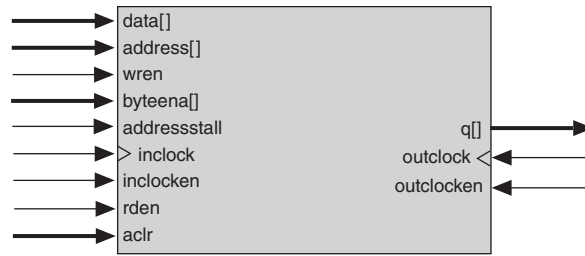 data[]
address[]
wren
byteena[]
addressstall
inclock
inclocken
rden
aclr
q[]
outclock
outclocken